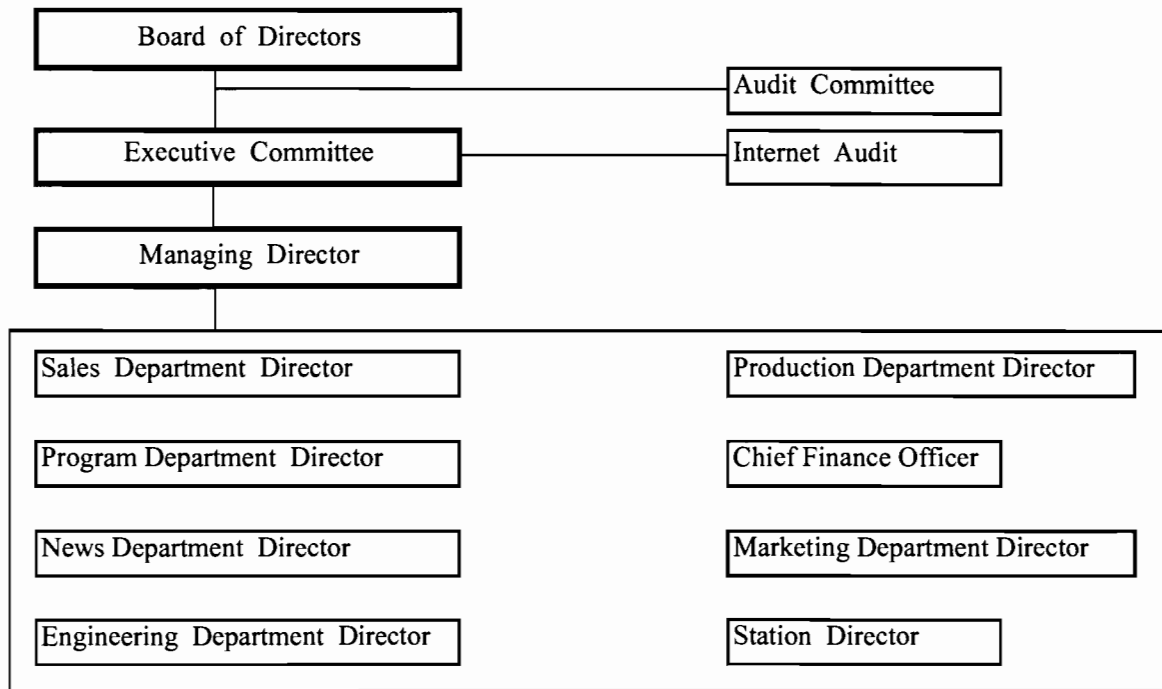 Board of Directors
Audit Committee
Executive Committee
Internet Audit
Managing Director
Sales Department Director
Production Department Director
Program Department Director
Chief Finance Officer
News Department Director
Marketing Department Director
Engineering Department Director
Station Director